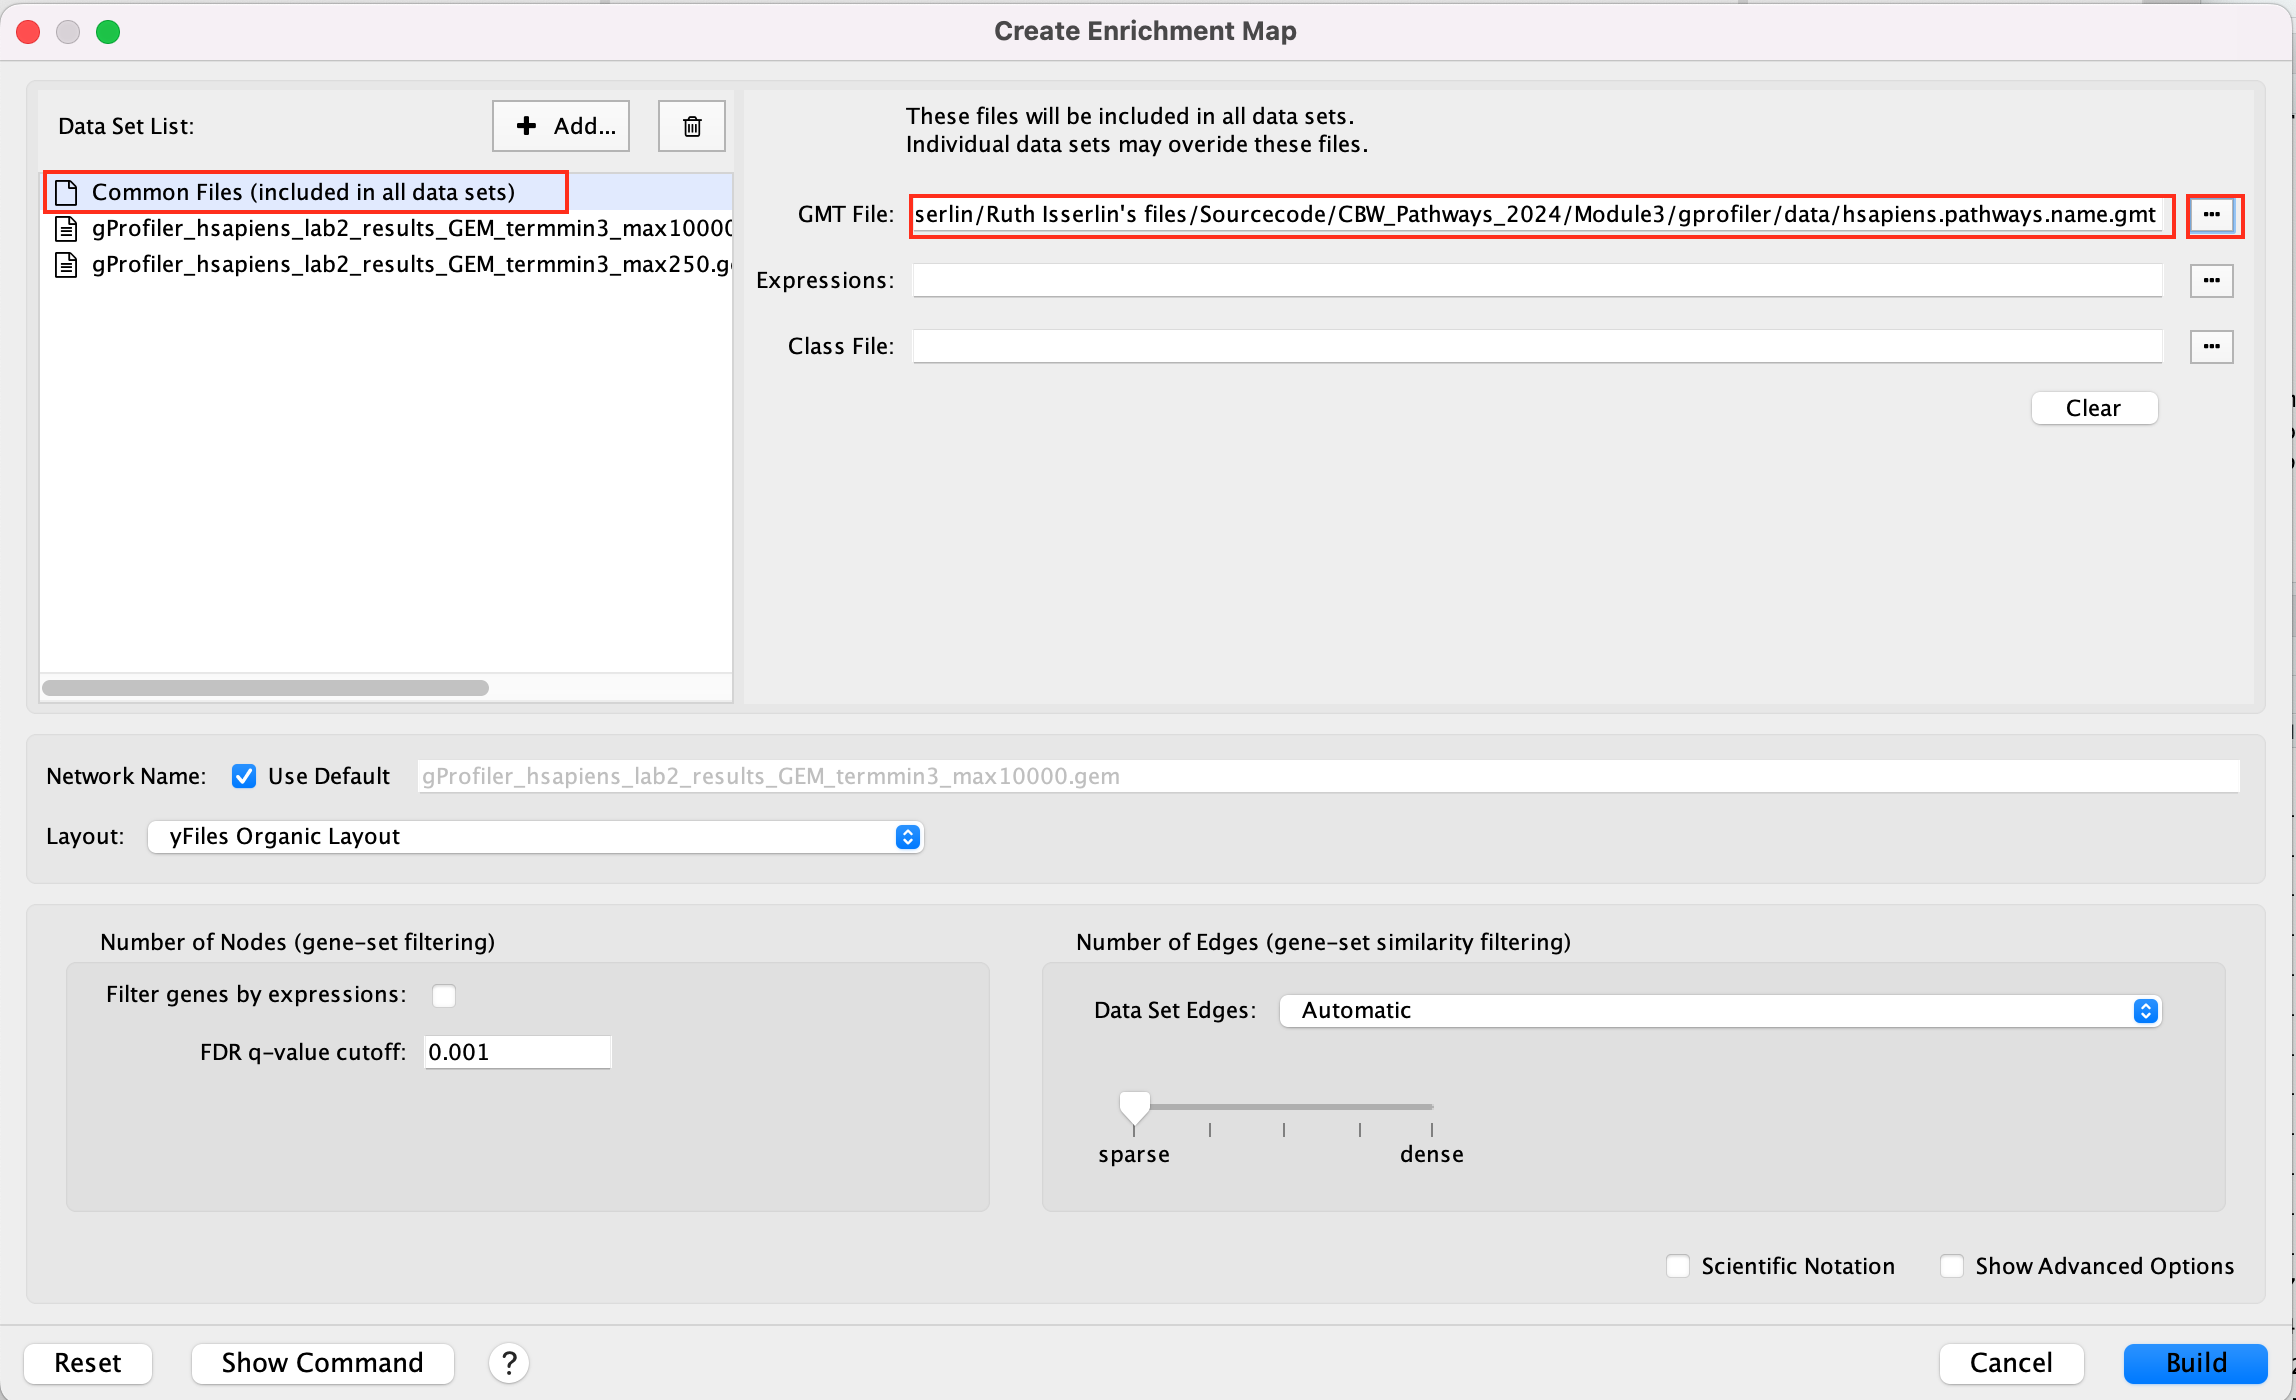 Create Enrichment Map
Data Set List:
+ Add...
Common Files (included in all data sets)
gProfiler_hsapiens_lab2_results_GEM_termmin3_max10000
gProfiler_hsapiens_lab2_results_GEM_termmin3_max250.g
These files will be included in all data sets.
Individual data sets may overide these files.
GMT File: serlin/Ruth Isserlin's files/Sourcecode/CBW_Pathways_2024/Module3/gprofiler/data/hsapiens.pathways.name.gmt ...
Expressions: ...
Class File: ...
Clear
Network Name: Use Default gProfiler_hsapiens_lab2_results_GEM_termmin3_max10000.gem
Layout: yFiles Organic Layout
Number of Nodes (gene-set filtering)
Filter genes by expressions:
FDR q-value cutoff: 0.001
Number of Edges (gene-set similarity filtering)
Data Set Edges: Automatic
sparse dense
Scientific Notation Show Advanced Options
Reset Show Command ? Cancel Build